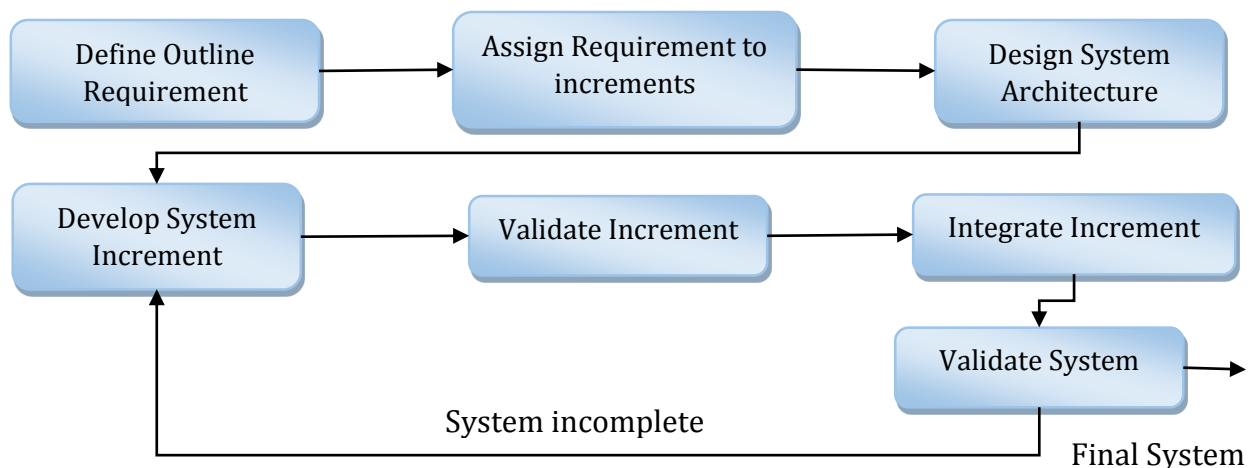 Define Outline
Requirement
Assign Requirement to
increments
Design System
Architecture
Develop System
Increment
Validate Increment
Integrate Increment
Validate System
System incomplete
Final System